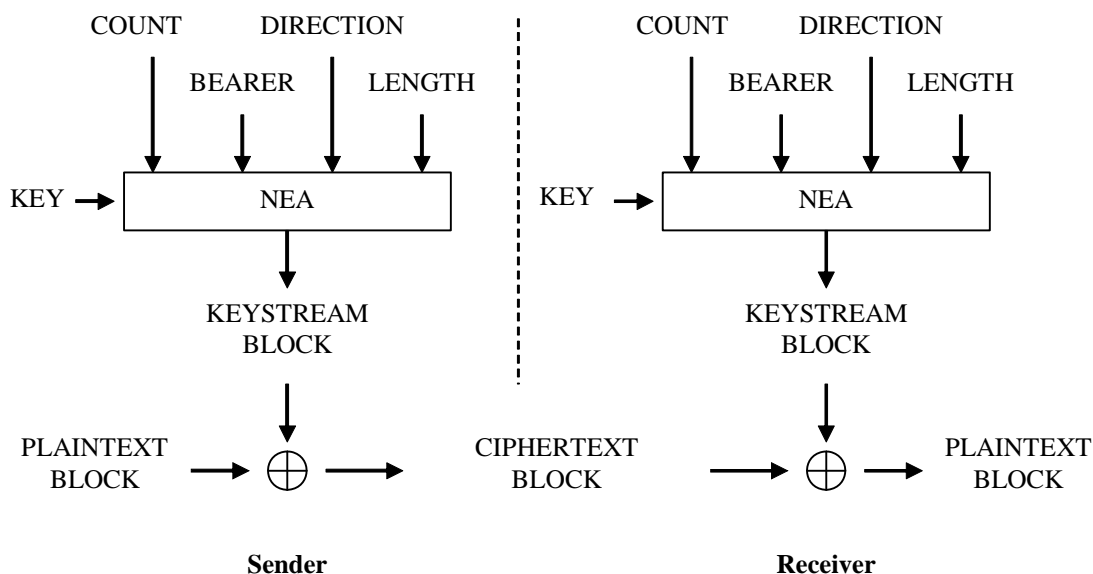 COUNT DIRECTION
BEARER LENGTH
KEY NEA
KEYSTREAM
BLOCK
PLAINTEXT
BLOCK
CIPHERTEXT
BLOCK
Sender
COUNT DIRECTION
BEARER LENGTH
KEY NEA
KEYSTREAM
BLOCK
PLAINTEXT
BLOCK
Receiver